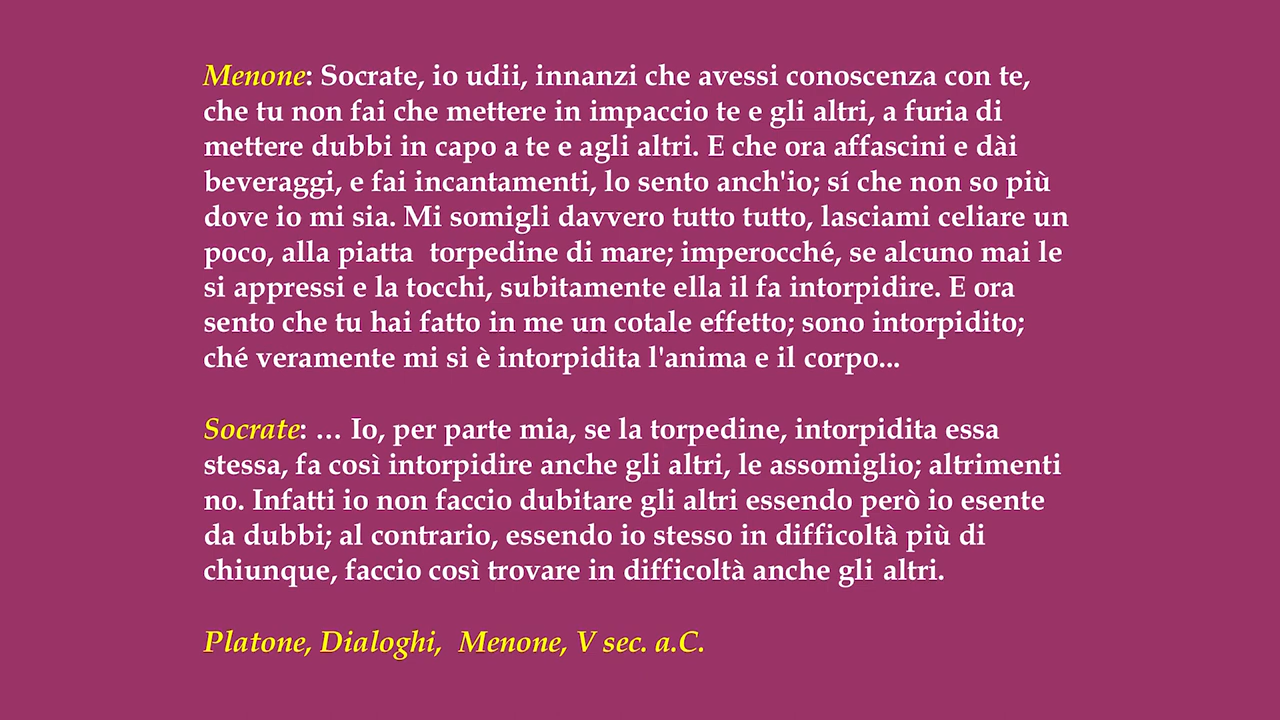 Menone: Socrate, io udii, innanzi che avessi conoscenza con te,
che tu non fai che mettere in impaccio te e gli altri, a furia di
mettere dubbi in capo a te e agli altri. E che ora affascini e dài
beveraggi, e fai incantamenti, lo sento anch'io; sí che non so più
dove io mi sia. Mi somigli davvero tutto tutto, lasciami celiare un
poco, alla piatta  torpedine di mare; imperocché, se alcuno mai le
si appressi e la tocchi, subitamente ella il fa intorpidire. E ora
sento che tu hai fatto in me un cotale effetto; sono intorpidito;
ché veramente mi si è intorpidita l'anima e il corpo...
Socrate: … Io, per parte mia, se la torpedine, intorpidita essa
stessa, fa così intorpidire anche gli altri, le assomiglio; altrimenti
no. Infatti io non faccio dubitare gli altri essendo però io esente
da dubbi; al contrario, essendo io stesso in difficoltà più di
chiunque, faccio così trovare in difficoltà anche gli altri.
Platone, Dialoghi,  Menone, V sec. a.C.